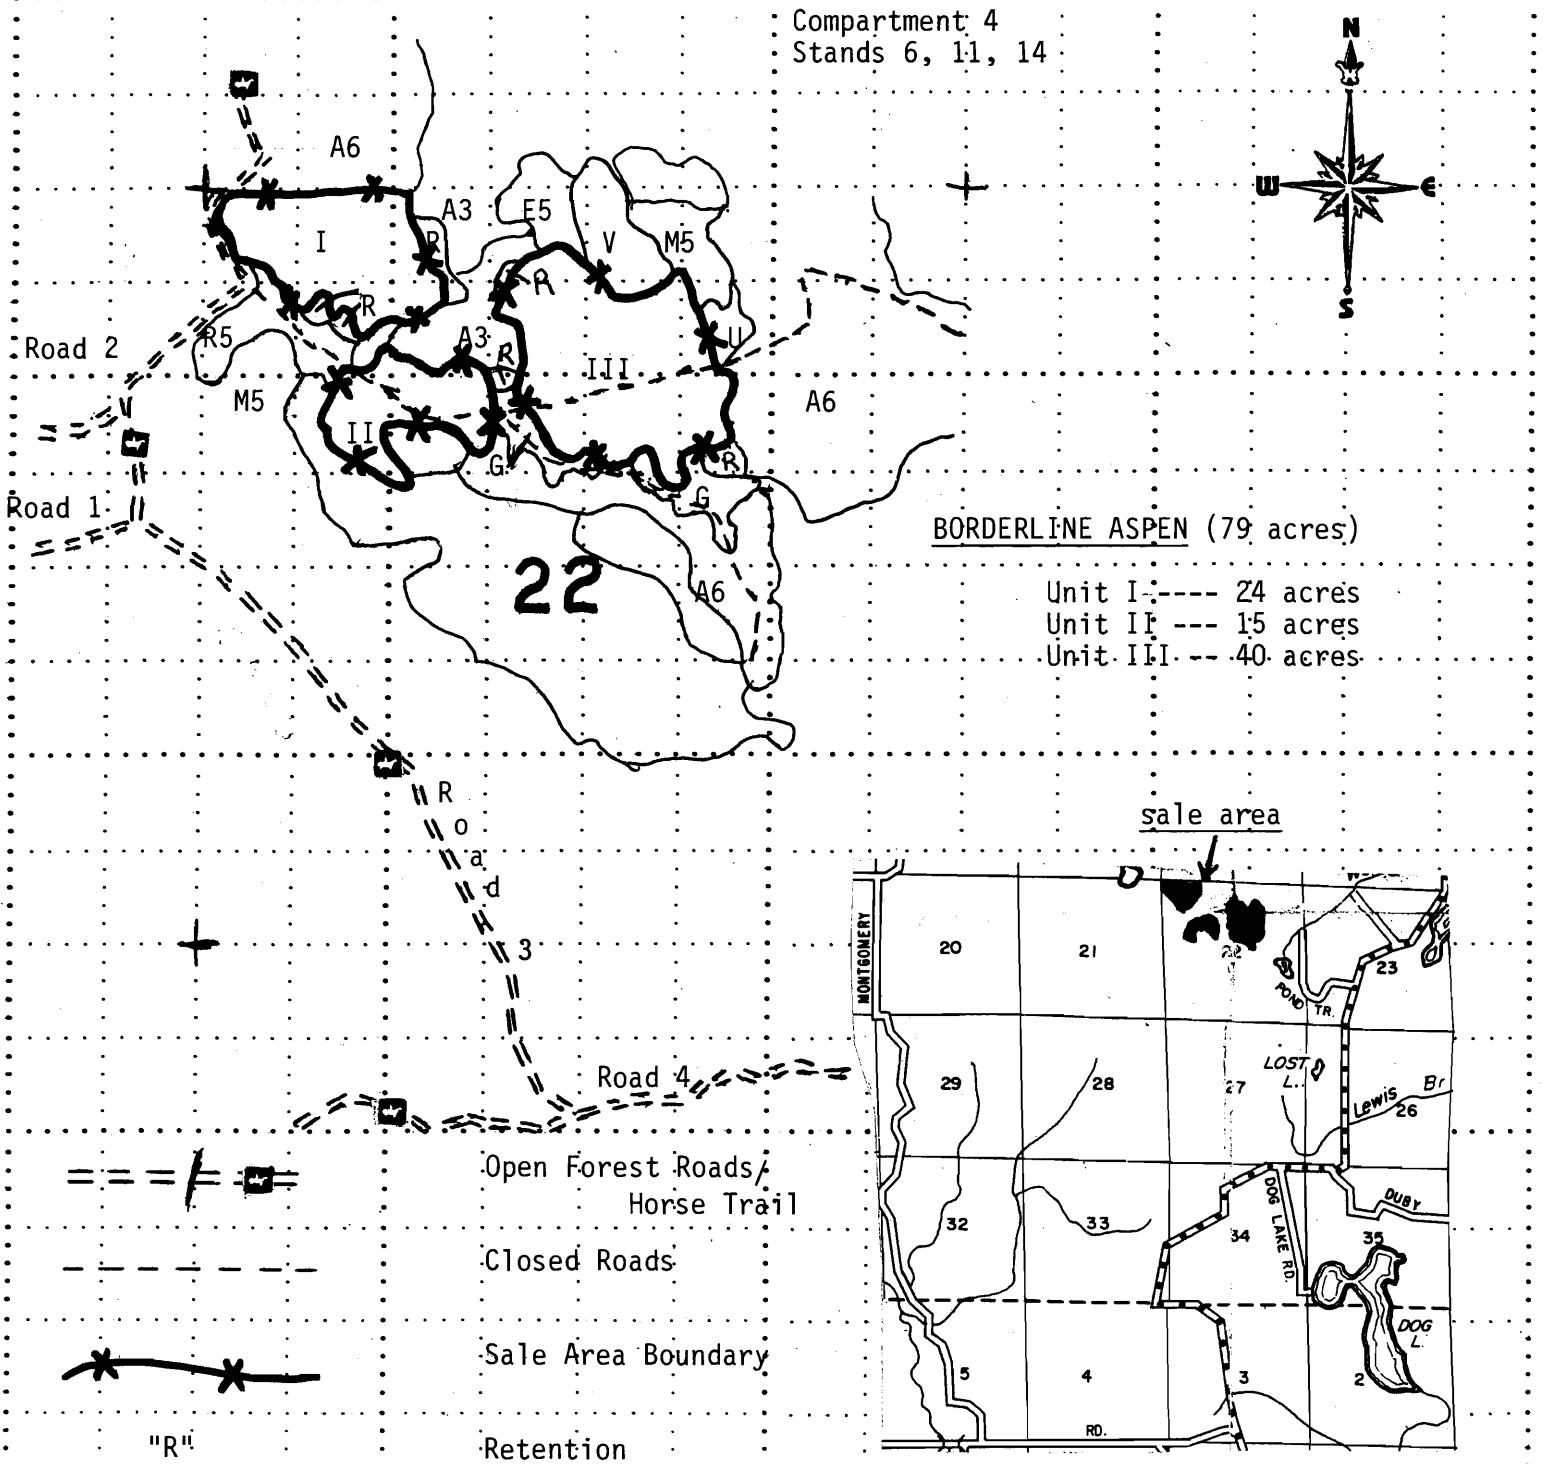 Compartment 4
Stands 6, 11, 14
N
W
E
S
A6
A3
E5
R
I
V
M5
R
R
R5
A3
U
Road 2
R
III
M5
A6
II
G
R
Road 1
G
BORDERLINE ASPEN (79 acres)
22
A6
Unit I ---- 24 acres
Unit II --- 15 acres
Unit III -- 40 acres
Road 3
sale area
MONTGOMERY
20
21
22
23
POND TR.
Road 4
29
28
27
LOST L.
Lewis Br
26
Open Forest Roads/
Horse Trail
32
33
34
DOG LAKE RD.
DUBY
35
Closed Roads
DOG L.
Sale Area Boundary
5
4
3
2
RD.
"R"
Retention